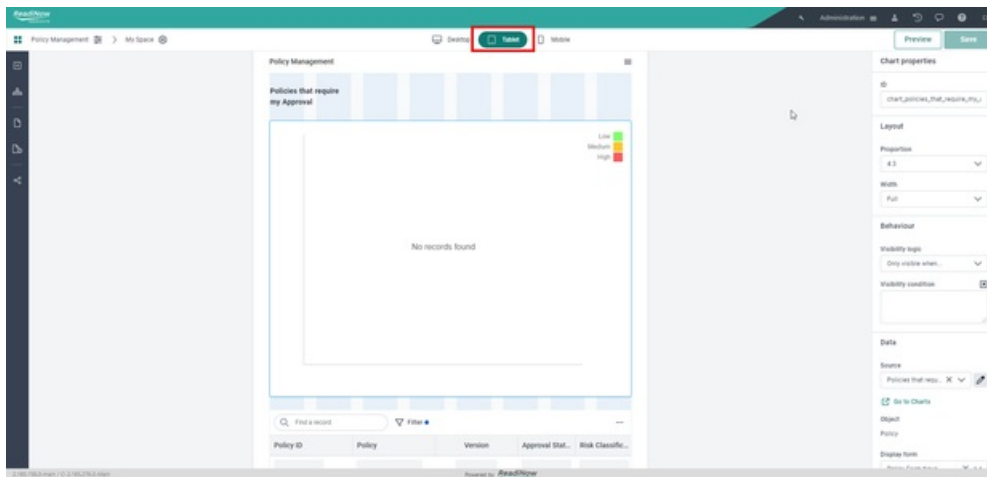 ReadiNow
Administration
Policy Management > My Space
Desktop Tablet Mobile
Preview Save
Policy Management
Chart properties
Policies that require
my Approval
ID
chart_policies_that_require_my_
Low
Medium
High
Layout
Proportion
4:3
Width
Full
No records found
Behaviour
Visibility logic
Only visible when...
Visibility condition
Data
Source
Policies that requ...
Go to Charts
Object
Policy
Display form
Find a record
Filter
Policy ID Policy Version Approval Stat... Risk Classific...
Powered by ReadiNow